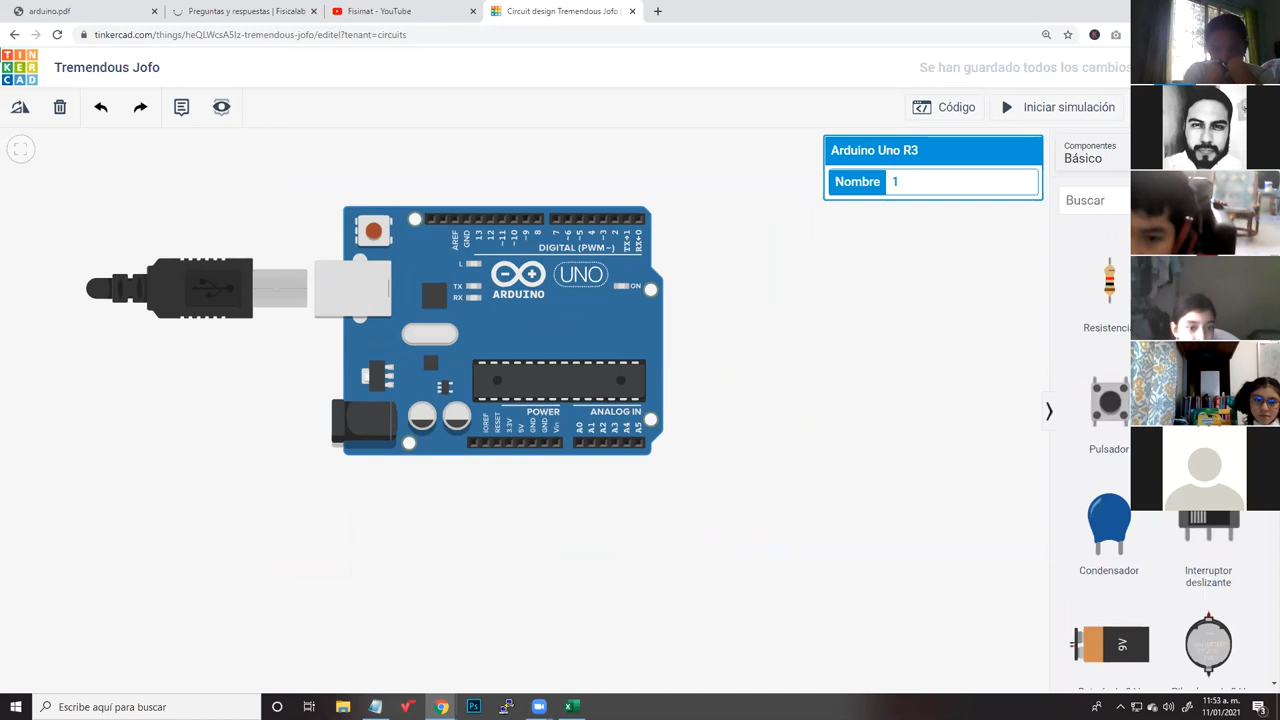 arduino.pdf
Preguntas y respuestas | Fisicalab
Fisimat - YouTube
Circuit design Tremendous Jofo |
tinkercad.com/things/heQLWcsA5Iz-tremendous-jofo/editel?tenant=circuits
TIN
KER
CAD
Tremendous Jofo
Se han guardado todos los cambios
Código
Iniciar simulación
Arduino Uno R3
Nombre
1
Componentes
Básico
Buscar
AREF
GND
13
12
~11
~10
~9
8
7
~6
~5
4
~3
2
TX→1
RX←0
DIGITAL (PWM~)
L
TX
RX
ARDUINO
UNO
ON
POWER
ANALOG IN
IOREF
RESET
3.3V
5V
GND
GND
Vin
A0
A1
A2
A3
A4
A5
Resistencia
Pulsador
Condensador
Interruptor
deslizante
9V
Escribe aquí para buscar
Ps
11:53 a. m.
11/01/2021
3